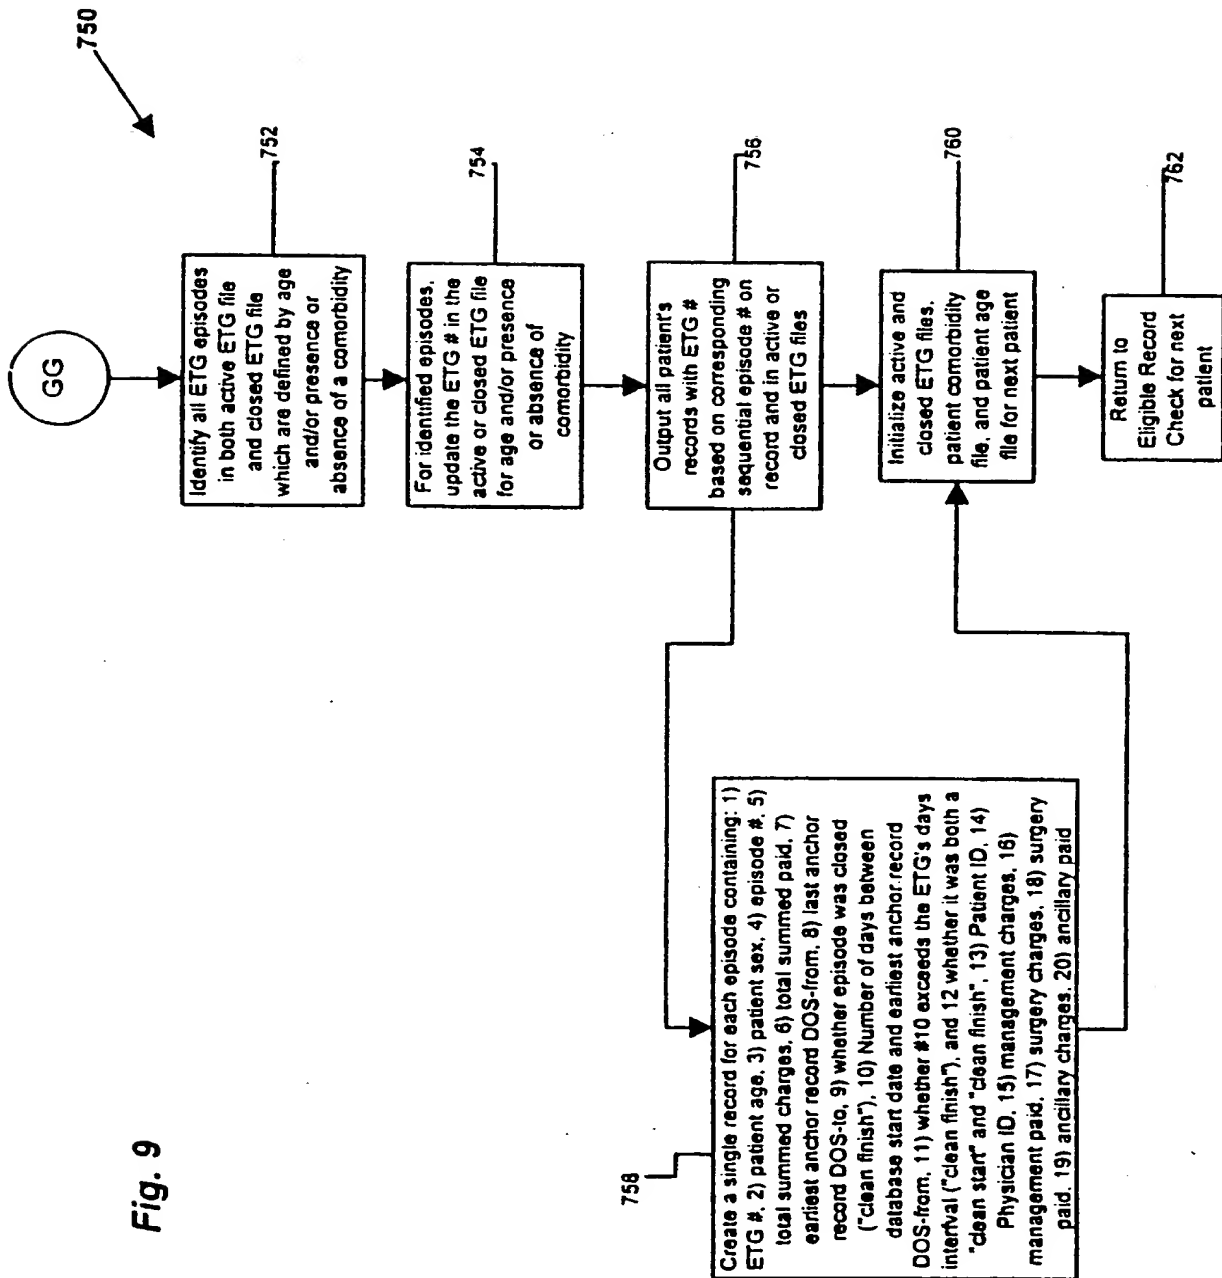 Fig. 9
750
GG
Identify all ETG episodes
in both active ETG file
and closed ETG file
which are defined by age
and/or presence or
absence of a comorbidity
752
For identified episodes,
update the ETG # in the
active or closed ETG file
for age and/or presence
or absence of
comorbidity
754
Output all patient's
records with ETG #
based on corresponding
sequential episode # on
record and in active or
closed ETG files
756
758
Create a single record for each episode containing: 1)
ETG #, 2) patient age, 3) patient sex, 4) episode #, 5)
total summed charges, 6) total summed paid, 7)
earliest anchor record DOS-from, 8) last anchor
record DOS-to, 9) whether episode was closed
("clean finish"), 10) Number of days between
database start date and earliest anchor record
DOS-from, 11) whether #10 exceeds the ETG's days
interval ("clean finish"), and 12 whether it was both a
"clean start" and "clean finish", 13) Patient ID, 14)
Physician ID, 15) management charges, 16)
management paid, 17) surgery charges, 18) surgery
paid, 19) ancillary charges, 20) ancillary paid
Initialize active and
closed ETG files,
patient comorbidity
file, and patient age
file for next patient
760
Return to
Eligible Record
Check for next
patient
762